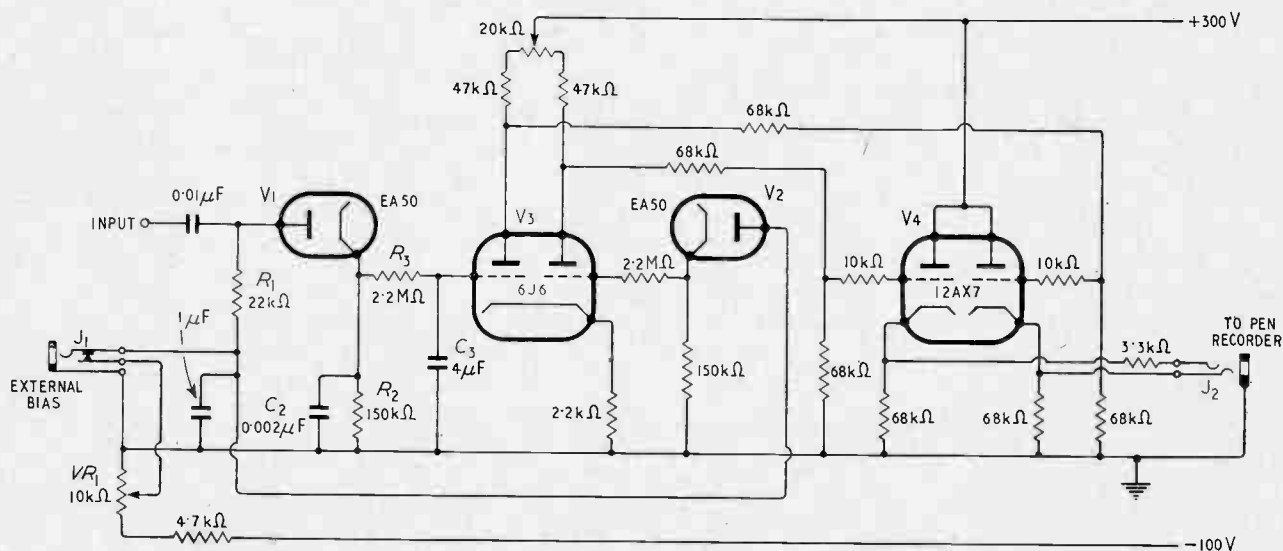 +300 V
20kΩ
47kΩ
47kΩ
68kΩ
68kΩ
0·01μF
V1
EA50
EA50
V2
V3
V4
INPUT
R3
2·2MΩ
2·2MΩ
10kΩ
10kΩ
6J6
12AX7
R1
22kΩ
TO PEN
RECORDER
1μF
J1
C3
4μF
3·3kΩ
EXTERNAL
BIAS
J2
C2
0·002μF
R2
150kΩ
2·2kΩ
150kΩ
68kΩ
68kΩ
68kΩ
68kΩ
VR1
10kΩ
4·7kΩ
−100V